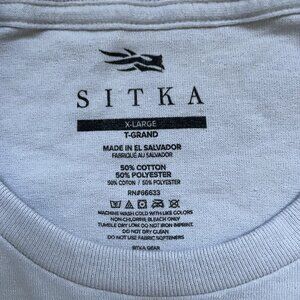 SITKA
X-LARGE
T-GRAND
MADE IN EL SALVADOR
FABRIQUÉ AU SALVADOR
50% COTTON
50% POLYESTER
50% COTON / 50% POLYESTER
RN#66633
MACHINE WASH COLD WITH LIKE COLORS
NON-CHLORINE BLEACH ONLY
TUMBLE DRY LOW DO NOT IRON IMPRINT.
DO NOT DRY CLEAN
DO NOT USE FABRIC SOFTENERS
SITKA GEAR